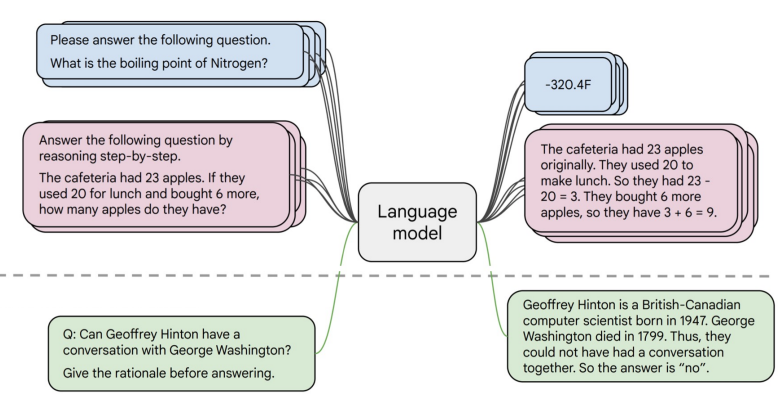 Please answer the following question.
What is the boiling point of Nitrogen?
-320.4F
Answer the following question by
reasoning step-by-step.
The cafeteria had 23 apples. If they
used 20 for lunch and bought 6 more,
how many apples do they have?
Language
model
The cafeteria had 23 apples
originally. They used 20 to
make lunch. So they had 23 -
20 = 3. They bought 6 more
apples, so they have 3 + 6 = 9.
Q: Can Geoffrey Hinton have a
conversation with George Washington?
Give the rationale before answering.
Geoffrey Hinton is a British-Canadian
computer scientist born in 1947. George
Washington died in 1799. Thus, they
could not have had a conversation
together. So the answer is “no”.